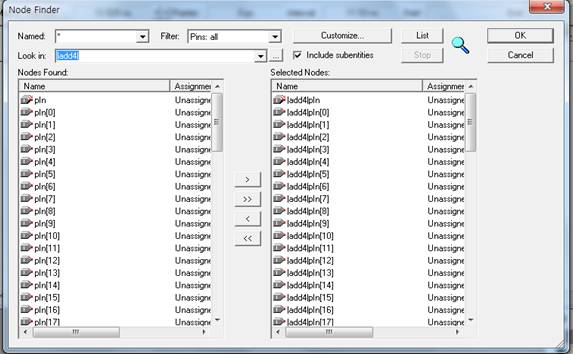 Node Finder
Named: * Filter: Pins: all Customize... List OK
Look in: |add4| ... Include subentities Stop Cancel
Nodes Found: Selected Nodes:
Name Assignme Name Assignme
pIn Unassigne |add4|pIn Unassigne
pIn[0] Unassigne |add4|pIn[0] Unassigne
pIn[1] Unassigne |add4|pIn[1] Unassigne
pIn[2] Unassigne |add4|pIn[2] Unassigne
pIn[3] Unassigne |add4|pIn[3] Unassigne
pIn[4] Unassigne |add4|pIn[4] Unassigne
pIn[5] Unassigne |add4|pIn[5] Unassigne
pIn[6] Unassigne |add4|pIn[6] Unassigne
pIn[7] Unassigne |add4|pIn[7] Unassigne
pIn[8] Unassigne |add4|pIn[8] Unassigne
pIn[9] Unassigne |add4|pIn[9] Unassigne
pIn[10] Unassigne |add4|pIn[10] Unassigne
pIn[11] Unassigne |add4|pIn[11] Unassigne
pIn[12] Unassigne |add4|pIn[12] Unassigne
pIn[13] Unassigne |add4|pIn[13] Unassigne
pIn[14] Unassigne |add4|pIn[14] Unassigne
pIn[15] Unassigne |add4|pIn[15] Unassigne
pIn[16] Unassigne |add4|pIn[16] Unassigne
pIn[17] Unassigne |add4|pIn[17] Unassigne
>
>>
<
<<